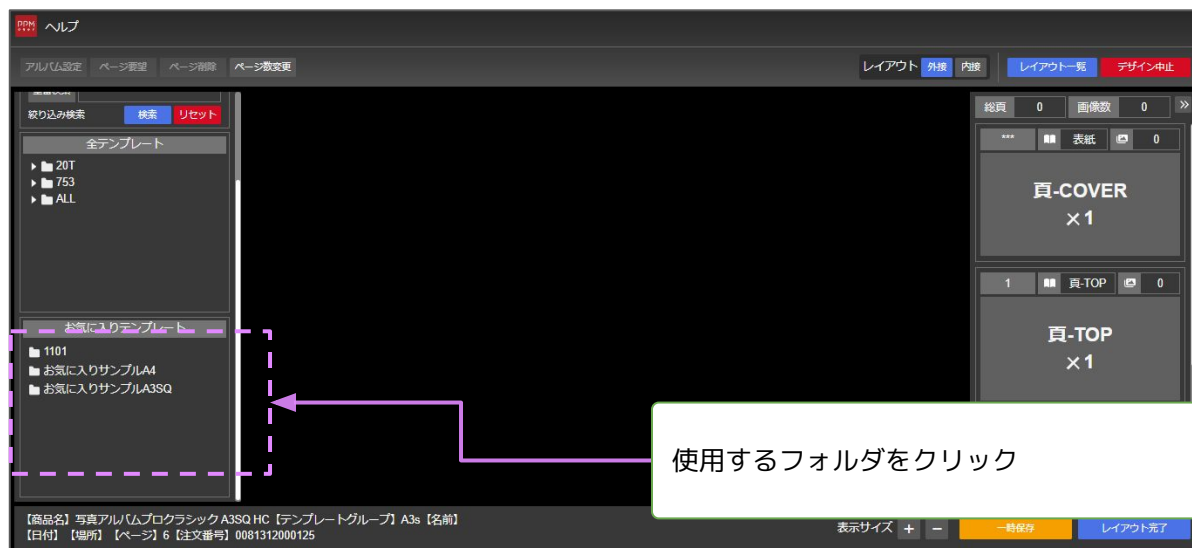 PPM ヘルプ
アルバム設定 ページ要望 ページ削除 ページ数変更 レイアウト 外接 内接 レイアウト一覧 デザイン中止
絞り込み検索 検索 リセット
全テンプレート
20T
753
ALL
お気に入りテンプレート
1101
お気に入りサンプルA4
お気に入りサンプルA3SQ
総頁 0 画像数 0 »
*** 表紙 0
頁-COVER
×1
1 頁-TOP 0
頁-TOP
×1
使用するフォルダをクリック
【商品名】写真アルバムプロクラシック A3SQ HC【テンプレートグループ】A3s【名前】
【日付】【場所】【ページ】6【注文番号】0081312000125
表示サイズ + − 一時保存 レイアウト完了